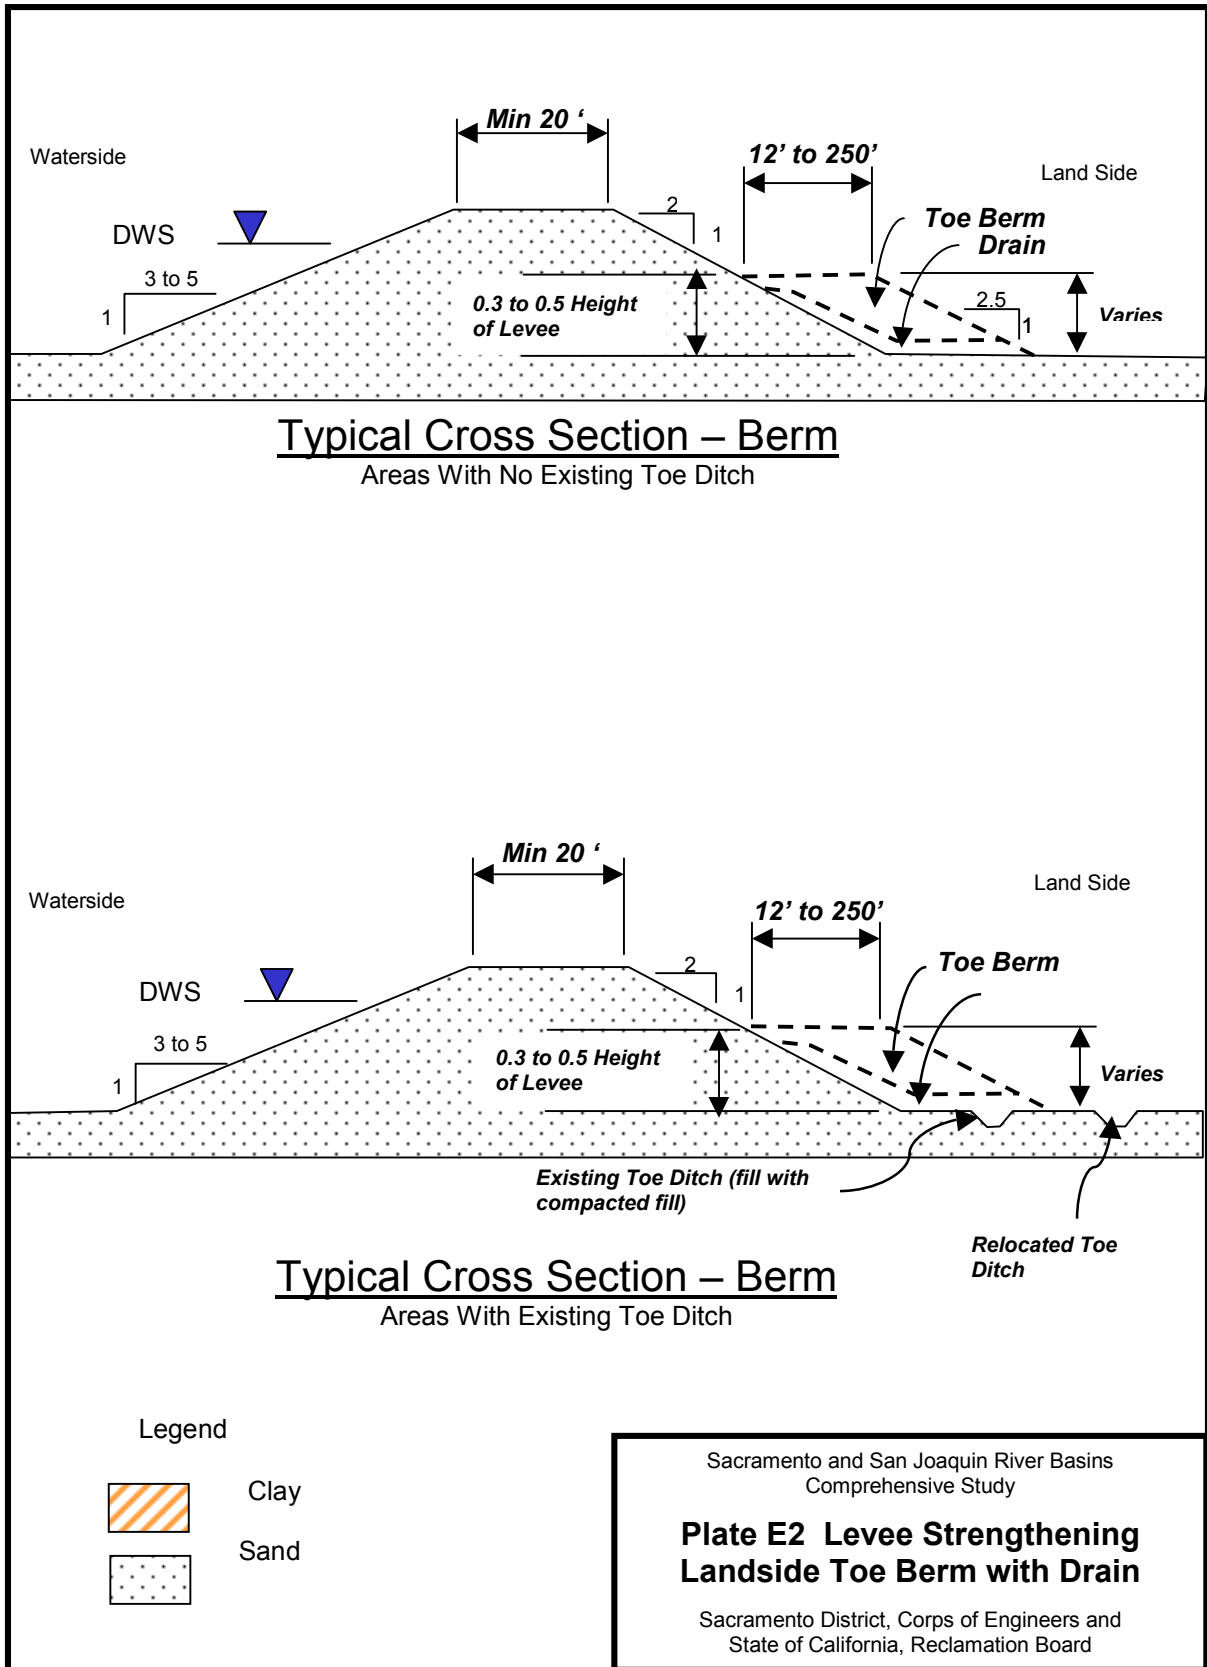 Min 20 ‘
Waterside
12’ to 250’
Land Side
2
1
Toe Berm
Drain
DWS
3 to 5
1
0.3 to 0.5 Height
of Levee
2.5
1
Varies
Typical Cross Section – Berm
Areas With No Existing Toe Ditch
Min 20 ‘
Waterside
Land Side
12’ to 250’
2
1
Toe Berm
DWS
3 to 5
1
0.3 to 0.5 Height
of Levee
Varies
Existing Toe Ditch (fill with
compacted fill)
Relocated Toe
Ditch
Typical Cross Section – Berm
Areas With Existing Toe Ditch
Legend
Clay
Sand
Sacramento and San Joaquin River Basins
Comprehensive Study
Plate E2 Levee Strengthening
Landside Toe Berm with Drain
Sacramento District, Corps of Engineers and
State of California, Reclamation Board